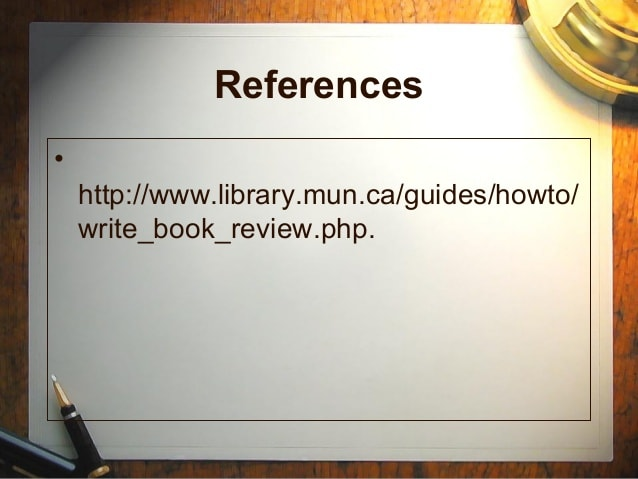 References
•
http://www.library.mun.ca/guides/howto/
write_book_review.php.